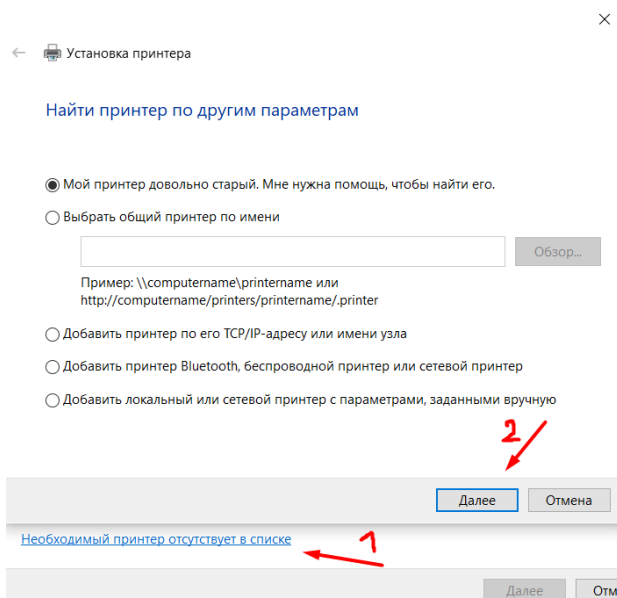 Установка принтера
Найти принтер по другим параметрам
Мой принтер довольно старый. Мне нужна помощь, чтобы найти его.
Выбрать общий принтер по имени
Обзор...
Пример: \\computername\printername или
http://computername/printers/printername/.printer
Добавить принтер по его TCP/IP-адресу или имени узла
Добавить принтер Bluetooth, беспроводной принтер или сетевой принтер
Добавить локальный или сетевой принтер с параметрами, заданными вручную
2
Далее Отмена
Необходимый принтер отсутствует в списке
1
Далее Отм